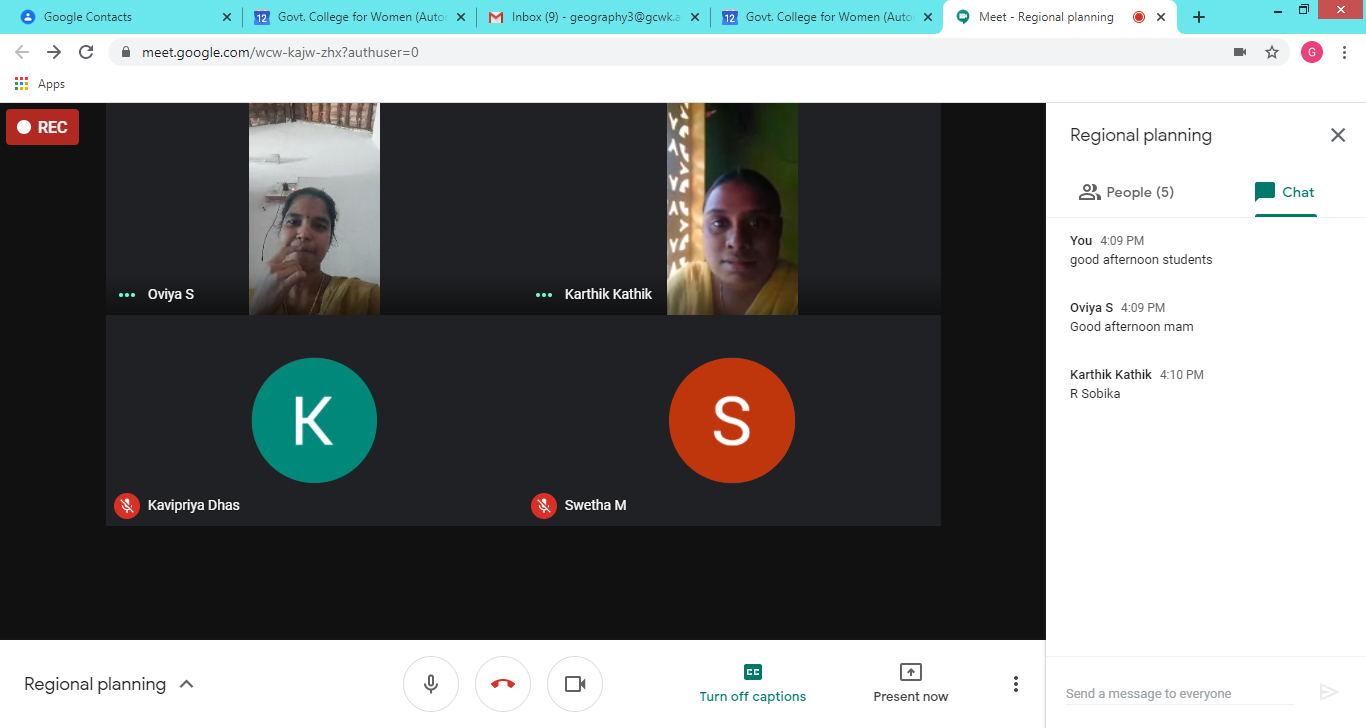 Google Contacts
Govt. College for Women (Auto
Inbox (9) - geography3@gcwk.a
Govt. College for Women (Auto
Meet - Regional planning
meet.google.com/wcw-kajw-zhx?authuser=0
G
Apps
REC
Oviya S
Karthik Kathik
K
S
Kavipriya Dhas
Swetha M
Regional planning
People (5)
Chat
You 4:09 PM
good afternoon students
Oviya S 4:09 PM
Good afternoon mam
Karthik Kathik 4:10 PM
R Sobika
Send a message to everyone
Regional planning
CC
Turn off captions
Present now